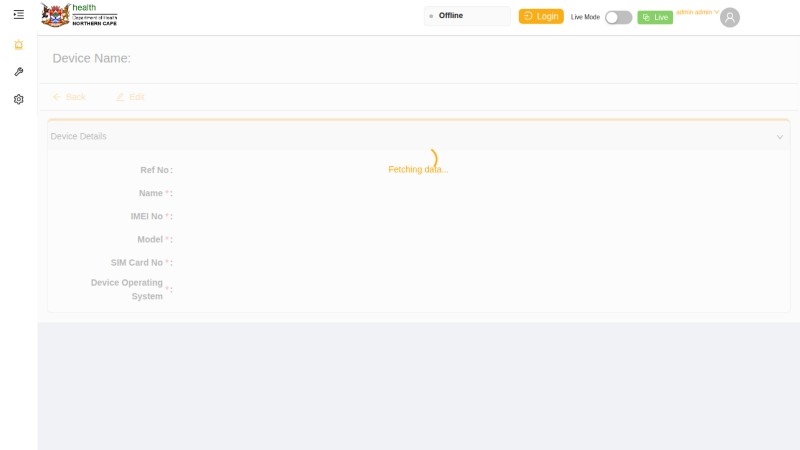 health
Department of Health
NORTHERN CAPE
Offline
Login
Live Mode
Live
admin admin
Device Name:
Back
Edit
Device Details
Fetching data...
Ref No:
Name *:
IMEI No *:
Model *:
SIM Card No *:
Device Operating
System *: